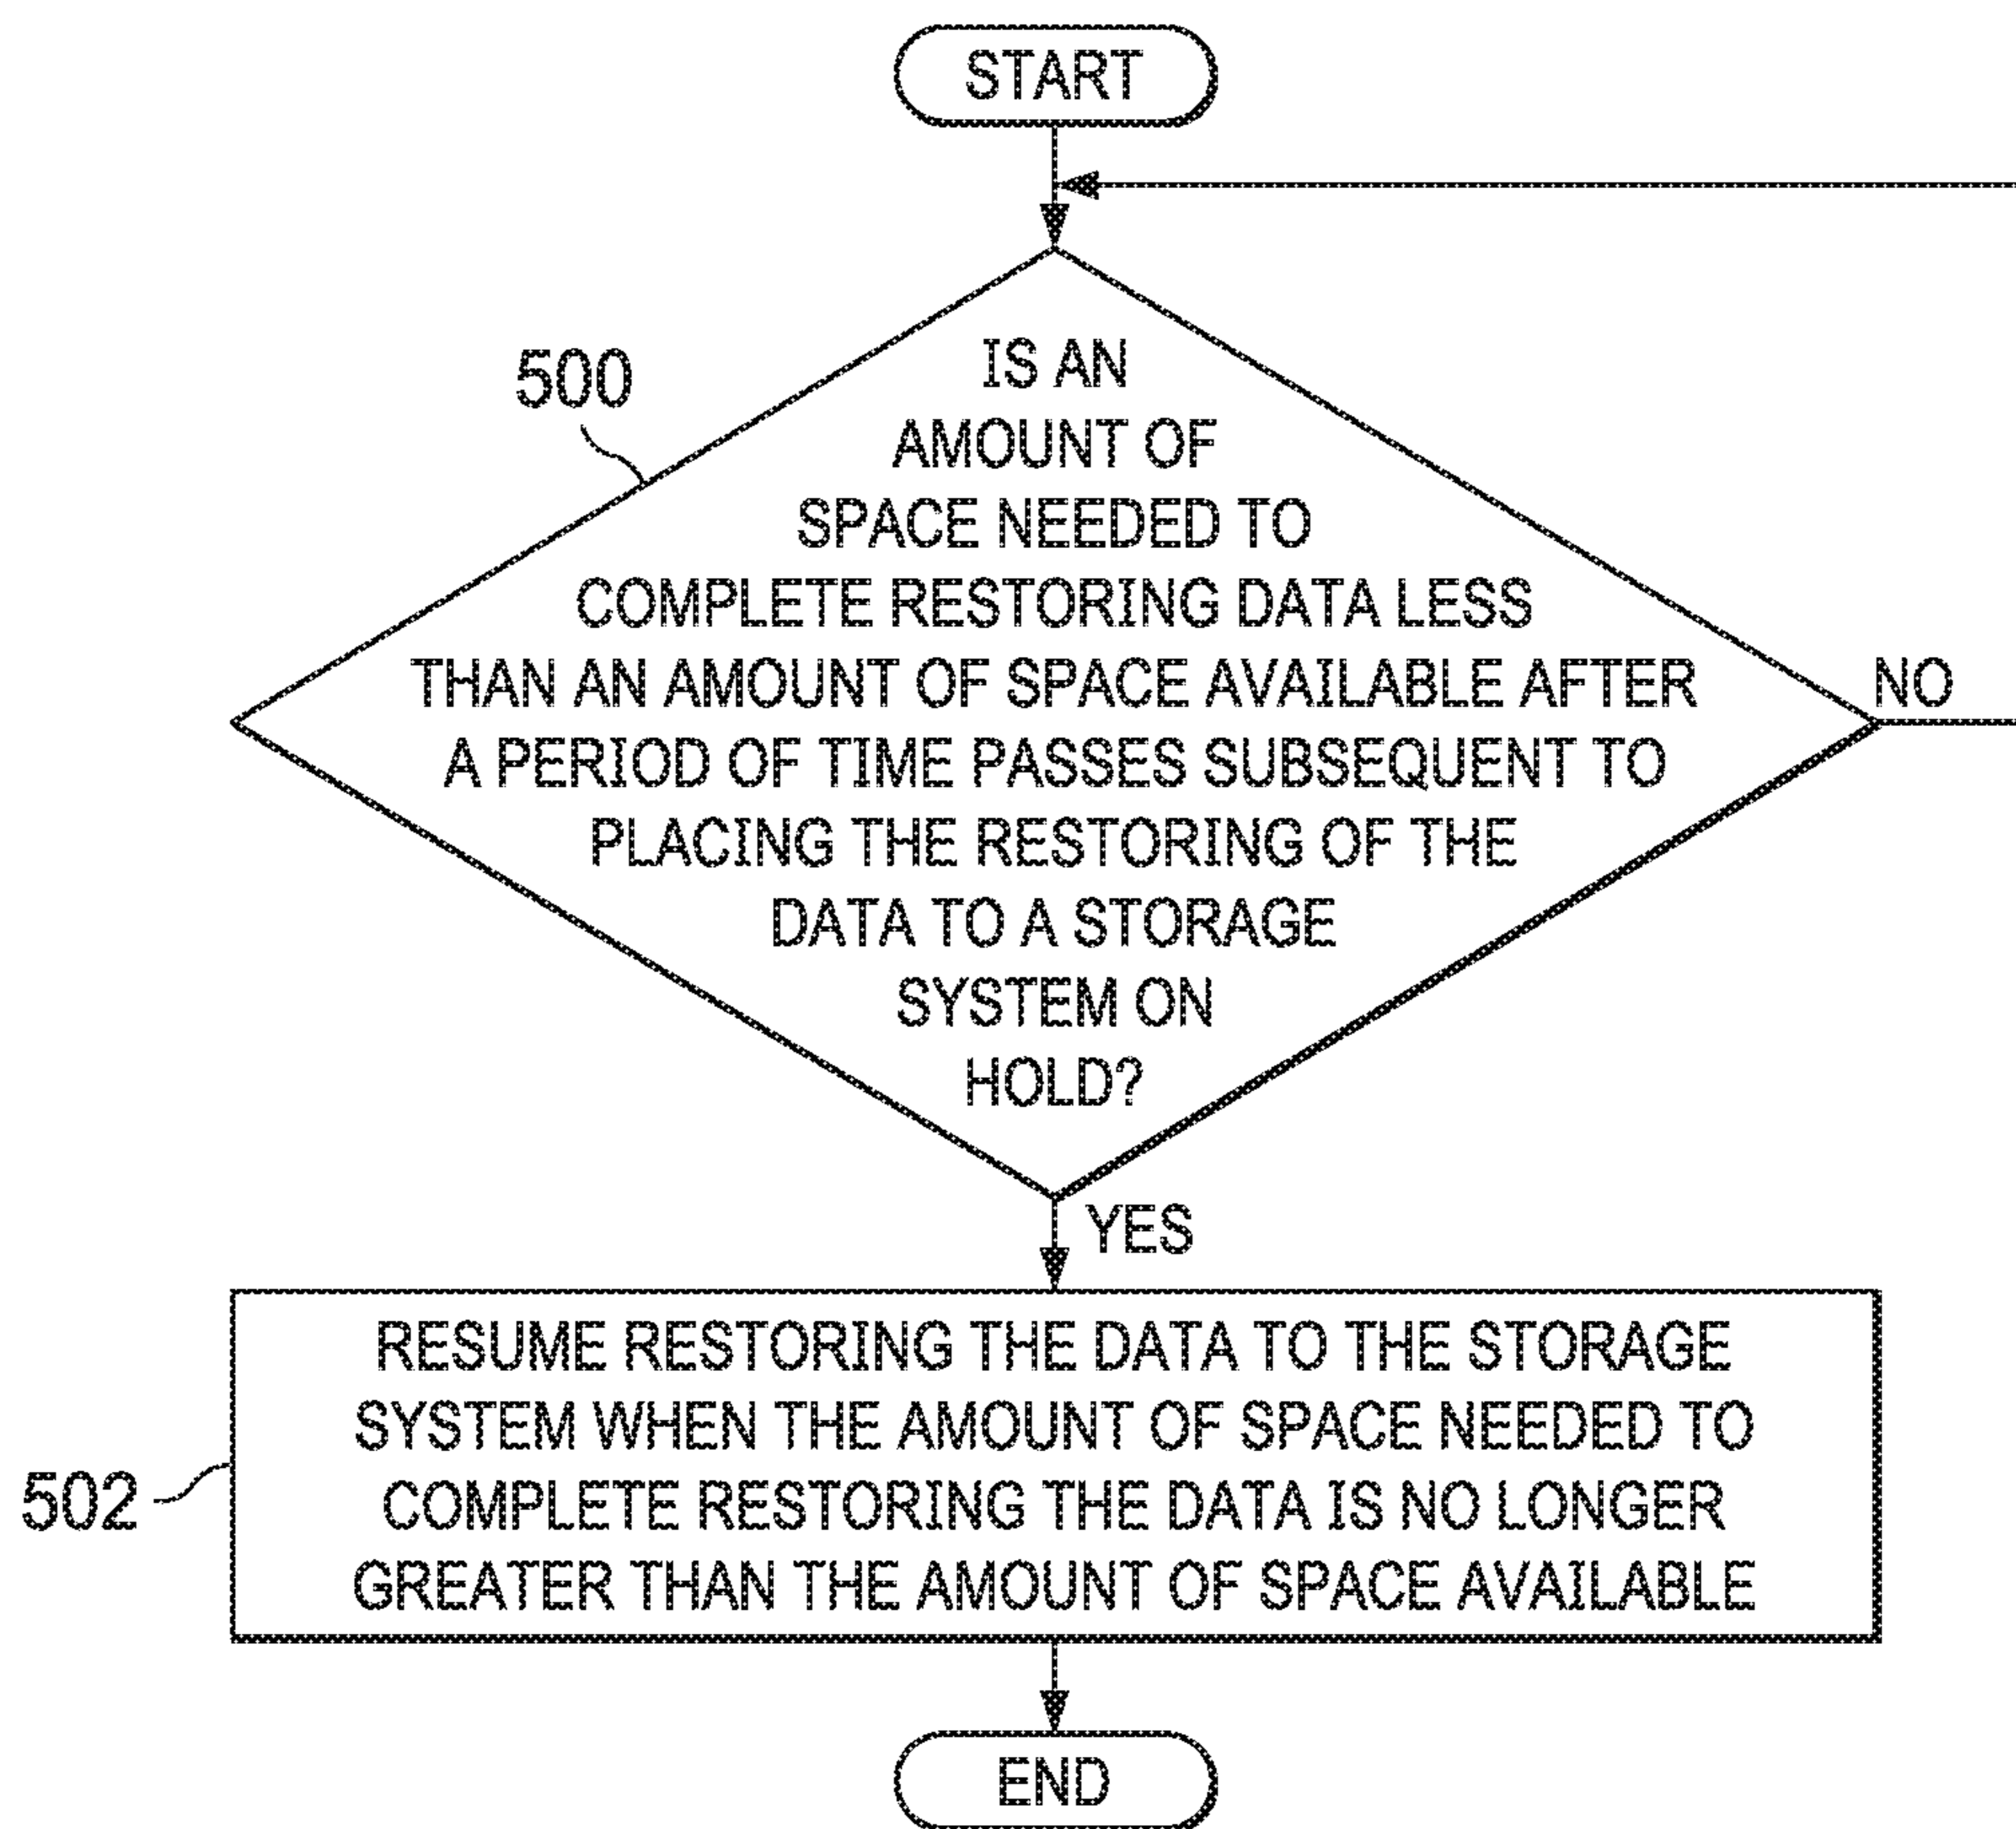 START
500
IS AN
AMOUNT OF
SPACE NEEDED TO
COMPLETE RESTORING DATA LESS
THAN AN AMOUNT OF SPACE AVAILABLE AFTER
A PERIOD OF TIME PASSES SUBSEQUENT TO
PLACING THE RESTORING OF THE
DATA TO A STORAGE
SYSTEM ON
HOLD?
NO
YES
RESUME RESTORING THE DATA TO THE STORAGE
SYSTEM WHEN THE AMOUNT OF SPACE NEEDED TO
COMPLETE RESTORING THE DATA IS NO LONGER
GREATER THAN THE AMOUNT OF SPACE AVAILABLE
502
END